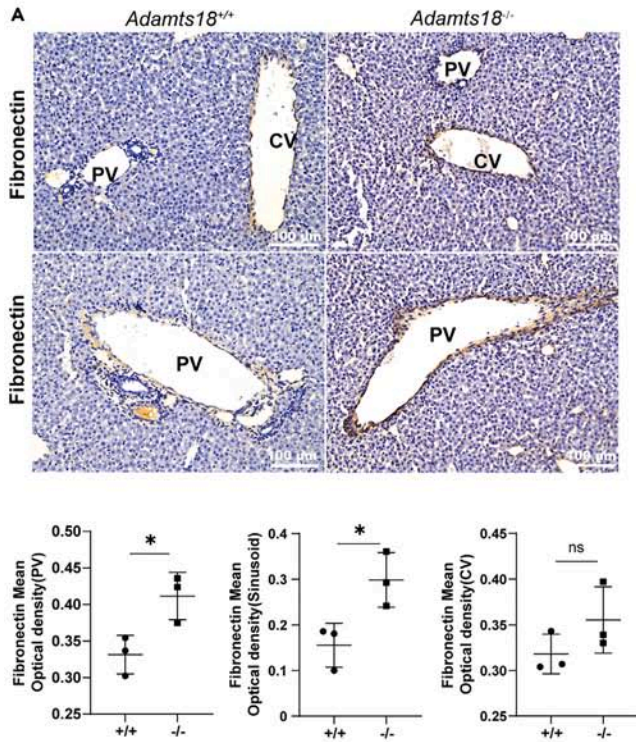 A
Adamts18+/+
Adamts18-/-
Fibronectin
PV
CV
100 µm
PV
CV
100 µm
Fibronectin
PV
100 µm
PV
100 µm
Fibronectin Mean
Optical density(PV)
0.50
0.45
0.40
0.35
0.30
0.25
*
+/+
-/-
Fibronectin Mean
Optical density(Sinusoid)
0.4
0.3
0.2
0.1
0
*
+/+
-/-
Fibronectin Mean
Optical density(CV)
0.45
0.40
0.35
0.30
0.25
ns
+/+
-/-